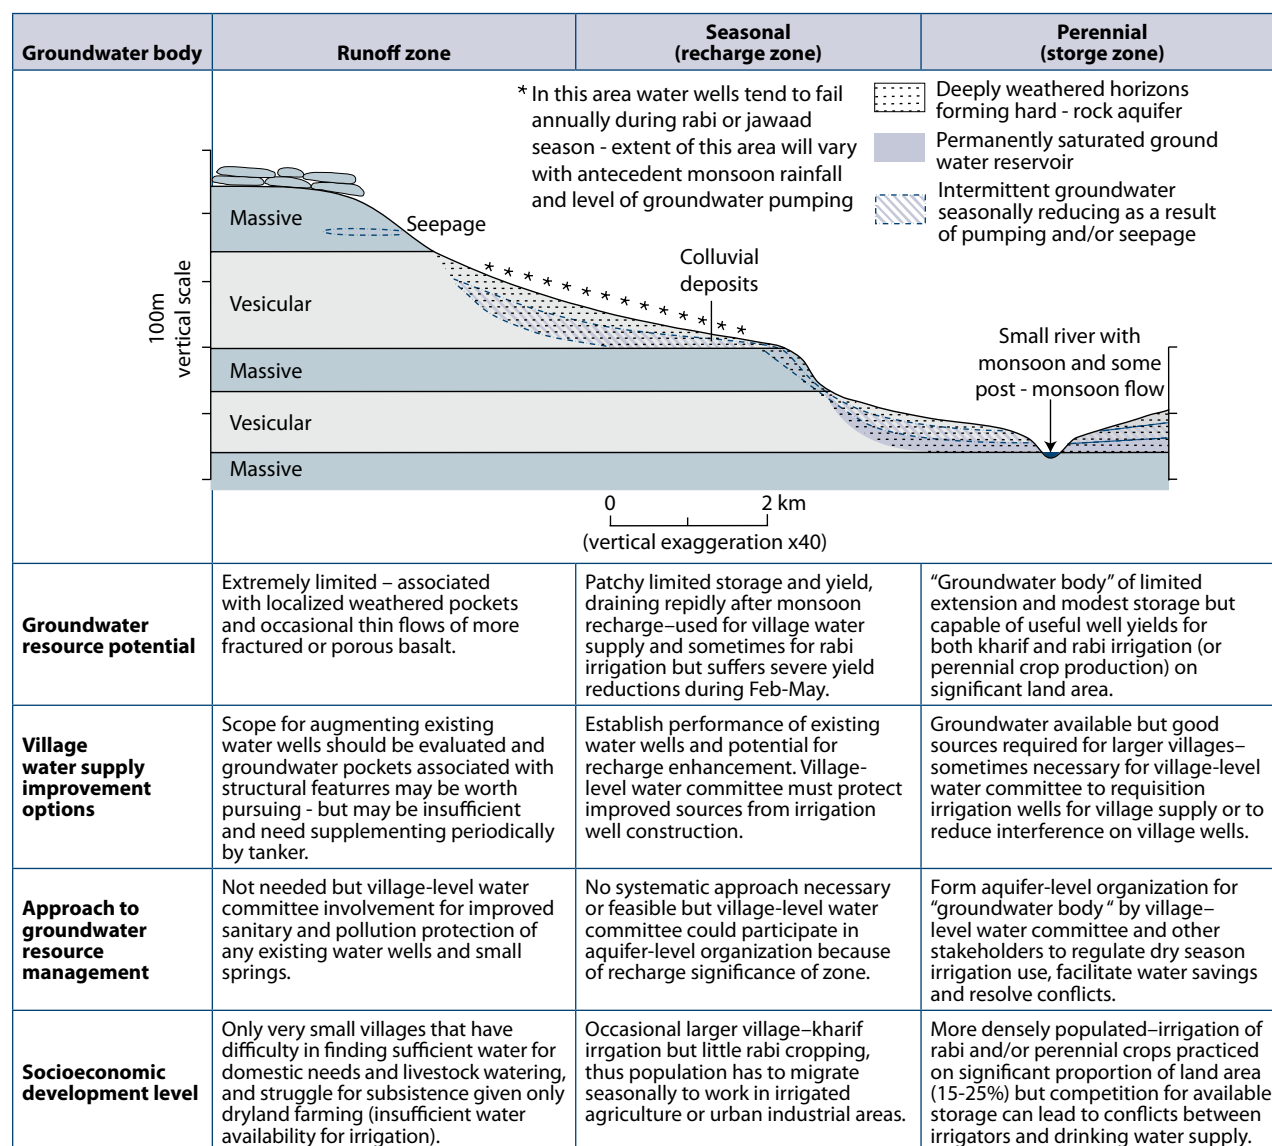 Groundwater body
Runoff zone
Seasonal
(recharge zone)
Perennial
(storge zone)
* In this area water wells tend to fail
annually during rabi or jawaad
season - extent of this area will vary
with antecedent monsoon rainfall
and level of groundwater pumping
Deeply weathered horizons
forming hard - rock aquifer
Permanently saturated ground
water reservoir
Intermittent groundwater
seasonally reducing as a result
of pumping and/or seepage
100m
vertical scale
Massive
Seepage
Vesicular
* * * * * * * * * * * * * * * * * * *
Colluvial
deposits
Massive
Vesicular
Massive
Small river with
monsoon and some
post - monsoon flow
0 2 km
(vertical exaggeration x40)
Groundwater
resource potential
Extremely limited – associated
with localized weathered pockets
and occasional thin flows of more
fractured or porous basalt.
Patchy limited storage and yield,
draining repidly after monsoon
recharge–used for village water
supply and sometimes for rabi
irrigation but suffers severe yield
reductions during Feb-May.
“Groundwater body” of limited
extension and modest storage but
capable of useful well yields for
both kharif and rabi irrigation (or
perennial crop production) on
significant land area.
Village
water supply
improvement
options
Scope for augmenting existing
water wells should be evaluated and
groundwater pockets associated with
structural featurres may be worth
pursuing - but may be insufficient
and need supplementing periodically
by tanker.
Establish performance of existing
water wells and potential for
recharge enhancement. Village-
level water committee must protect
improved sources from irrigation
well construction.
Groundwater available but good
sources required for larger villages–
sometimes necessary for village-level
water committee to requisition
irrigation wells for village supply or to
reduce interference on village wells.
Approach to
groundwater
resource
management
Not needed but village-level water
committee involvement for improved
sanitary and pollution protection of
any existing water wells and small
springs.
No systematic approach necessary
or feasible but village-level water
committee could participate in
aquifer-level organization because
of recharge significance of zone.
Form aquifer-level organization for
“groundwater body “ by village–
level water committee and other
stakeholders to regulate dry season
irrigation use, facilitate water savings
and resolve conflicts.
Socioeconomic
development level
Only very small villages that have
difficulty in finding sufficient water for
domestic needs and livestock watering,
and struggle for subsistence given only
dryland farming (insufficient water
availability for irrigation).
Occasional larger village–kharif
irrgation but little rabi cropping,
thus population has to migrate
seasonally to work in irrigated
agriculture or urban industrial areas.
More densely populated–irrigation of
rabi and/or perennial crops practiced
on significant proportion of land area
(15-25%) but competition for available
storage can lead to conflicts between
irrigators and drinking water supply.